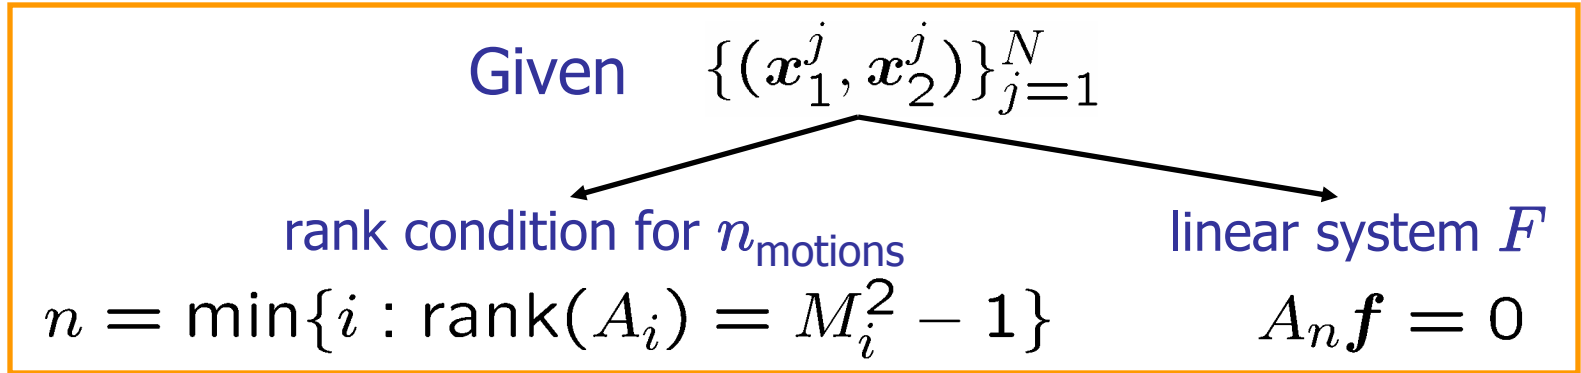 Given {(x_1^j, x_2^j)}_{j=1}^N
rank condition for n_motions
linear system F
n = min{i : rank(A_i) = M_i^2 − 1}
A_n f = 0